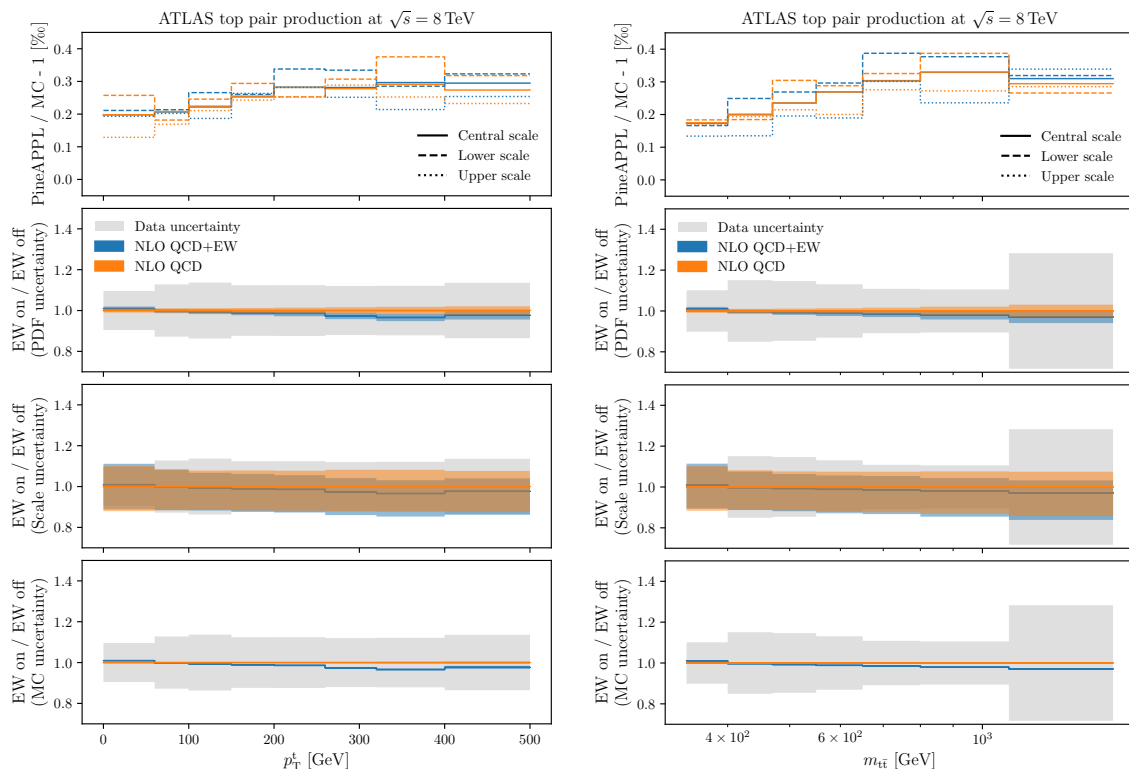 ATLAS top pair production at √s = 8 TeV
PineAPPL / MC - 1 [‰]
0.4
0.3
0.2
0.1
0.0
Central scale
Lower scale
Upper scale
EW on / EW off
(PDF uncertainty)
1.4
1.2
1.0
0.8
Data uncertainty
NLO QCD+EW
NLO QCD
EW on / EW off
(Scale uncertainty)
1.4
1.2
1.0
0.8
EW on / EW off
(MC uncertainty)
1.4
1.2
1.0
0.8
0 100 200 300 400 500
p_T^t [GeV]
ATLAS top pair production at √s = 8 TeV
PineAPPL / MC - 1 [‰]
0.4
0.3
0.2
0.1
0.0
Central scale
Lower scale
Upper scale
EW on / EW off
(PDF uncertainty)
1.4
1.2
1.0
0.8
Data uncertainty
NLO QCD+EW
NLO QCD
EW on / EW off
(Scale uncertainty)
1.4
1.2
1.0
0.8
EW on / EW off
(MC uncertainty)
1.4
1.2
1.0
0.8
4 × 10² 6 × 10² 10³
m_tt̄ [GeV]